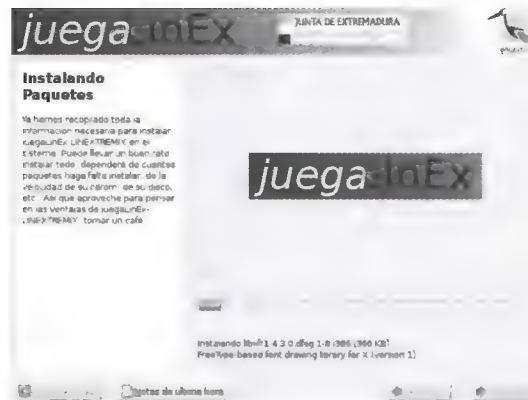 juegalinEx
JUNTA DE EXTREMADURA
Instalando
Paquetes
Ya hemos recopilado toda la
información necesaria para instalar
juegaLinEx LINEXTREMIX en el
sistema. Puede llevar un buen rato
instalar todo, dependerá de cuantos
paquetes haga falta instalar, de la
velocidad de su cdrom, de su disco,
etc. Así que aproveche para pensar
en las ventajas de juegaLinEx-
LINEXTREMIX, tomar un café
juegalinEx
Instalando libxft1 4.3.0.dfsg.1-8 i386 (360 KB)
FreeType-based font drawing library for X (version 1)
Notas de última hora